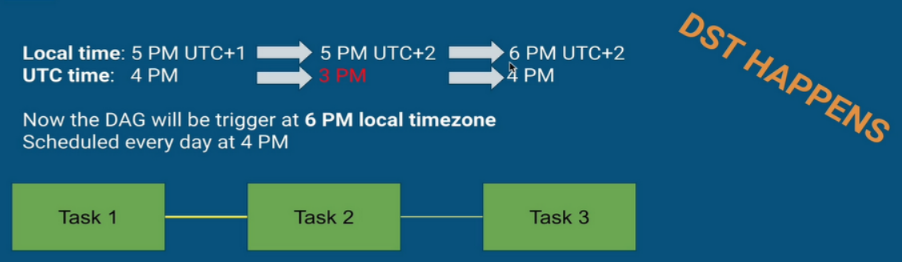 Local time: 5 PM UTC+1 5 PM UTC+2 6 PM UTC+2
UTC time: 4 PM 3 PM 4 PM
DST HAPPENS
Now the DAG will be trigger at 6 PM local timezone
Scheduled every day at 4 PM
Task 1 Task 2 Task 3